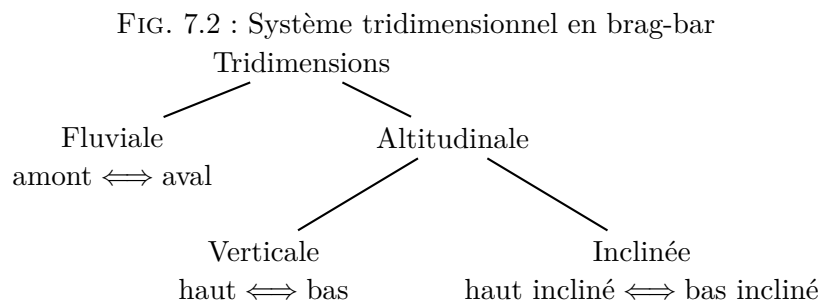 FIG. 7.2 : Système tridimensionnel en brag-bar
Tridimensions
Fluviale
Altitudinale
amont ⟺ aval
Verticale
Inclinée
haut ⟺ bas
haut incliné ⟺ bas incliné